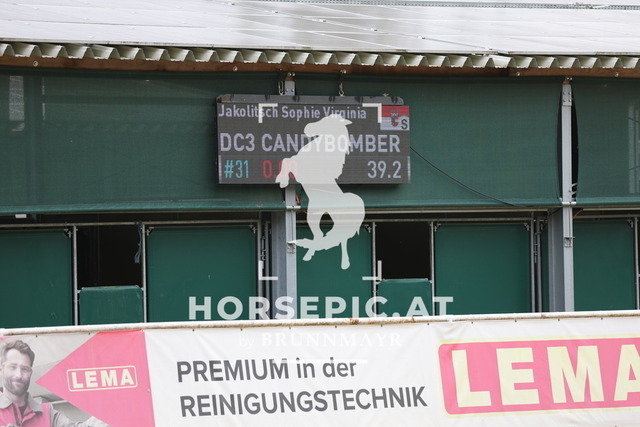 Jakolitsch Sophie Virginia
DC3 CANDYBOMBER
#31 39.2
S
HORSEPIC.AT
by BRUNNMAYR
LEMA
PREMIUM in der
REINIGUNGSTECHNIK
LEMA